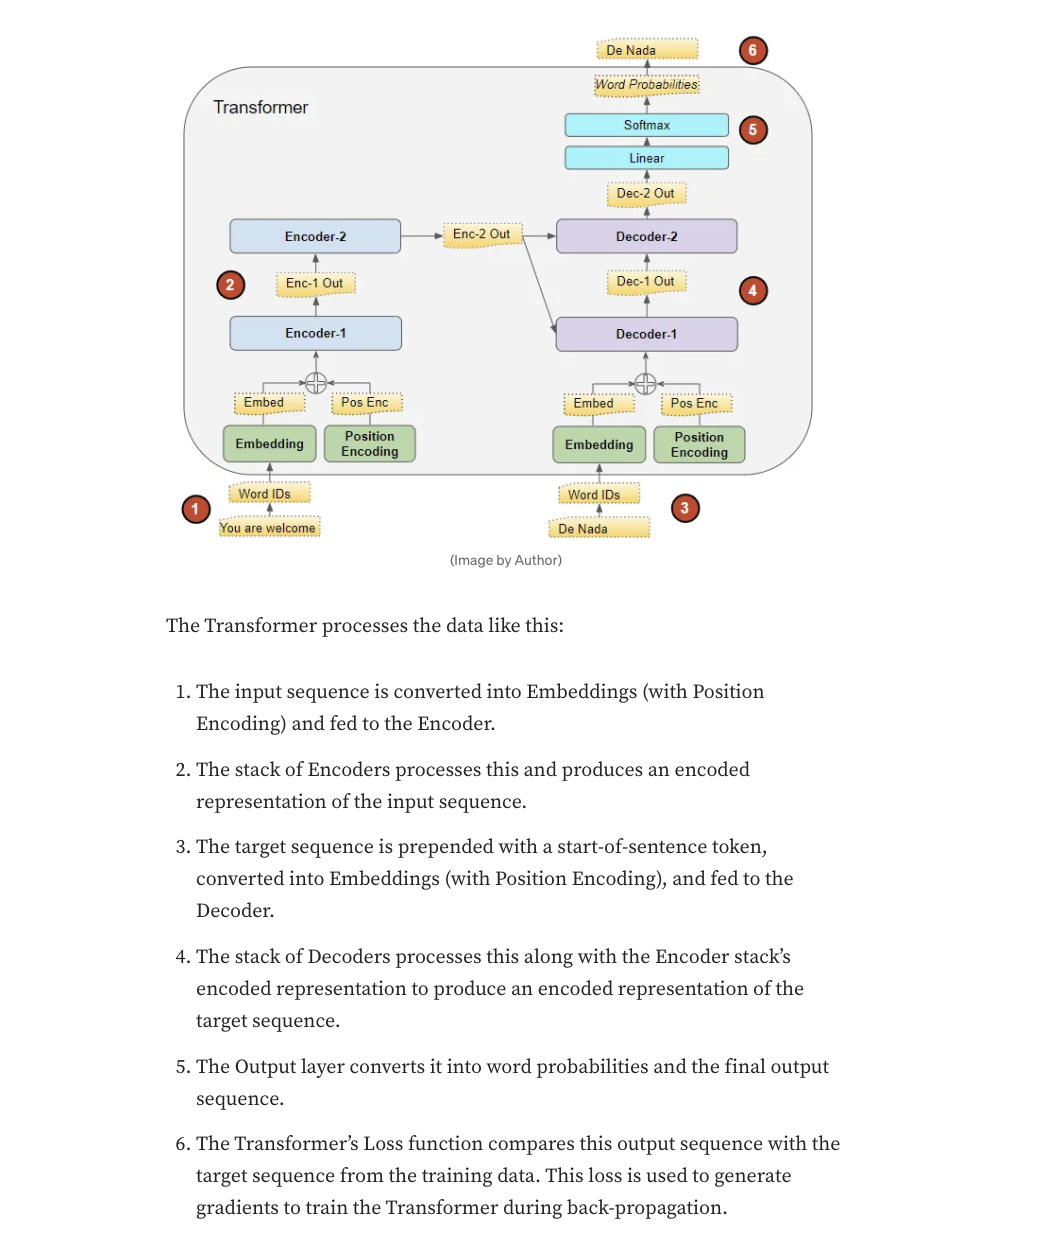 De Nada
6
Word Probabilities
Transformer
Softmax
5
Linear
Dec-2 Out
Encoder-2
Enc-2 Out
Decoder-2
2
Enc-1 Out
Dec-1 Out
4
Encoder-1
Decoder-1
Embed
Pos Enc
Embed
Pos Enc
Embedding
Position
Encoding
Embedding
Position
Encoding
Word IDs
Word IDs
1
3
You are welcome
De Nada
(Image by Author)
The Transformer processes the data like this:
1. The input sequence is converted into Embeddings (with Position
Encoding) and fed to the Encoder.
2. The stack of Encoders processes this and produces an encoded
representation of the input sequence.
3. The target sequence is prepended with a start-of-sentence token,
converted into Embeddings (with Position Encoding), and fed to the
Decoder.
4. The stack of Decoders processes this along with the Encoder stack’s
encoded representation to produce an encoded representation of the
target sequence.
5. The Output layer converts it into word probabilities and the final output
sequence.
6. The Transformer’s Loss function compares this output sequence with the
target sequence from the training data. This loss is used to generate
gradients to train the Transformer during back-propagation.